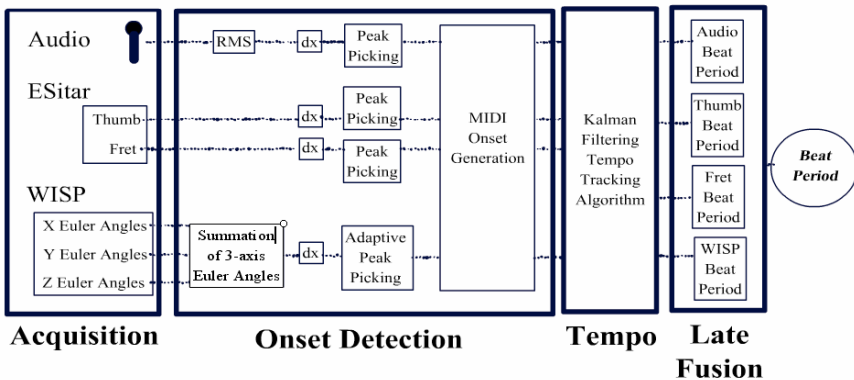 Audio
RMS
dx
Peak
Picking
Audio
Beat
Period
ESitar
Thumb
Fret
dx
Peak
Picking
dx
Peak
Picking
MIDI
Onset
Generation
Kalman
Filtering
Tempo
Tracking
Algorithm
Thumb
Beat
Period
Fret
Beat
Period
Beat
Period
WISP
X Euler Angles
Y Euler Angles
Z Euler Angles
Summation
of 3-axis
Euler Angles
dx
Adaptive
Peak
Picking
WISP
Beat
Period
Acquisition
Onset Detection
Tempo
Late
Fusion